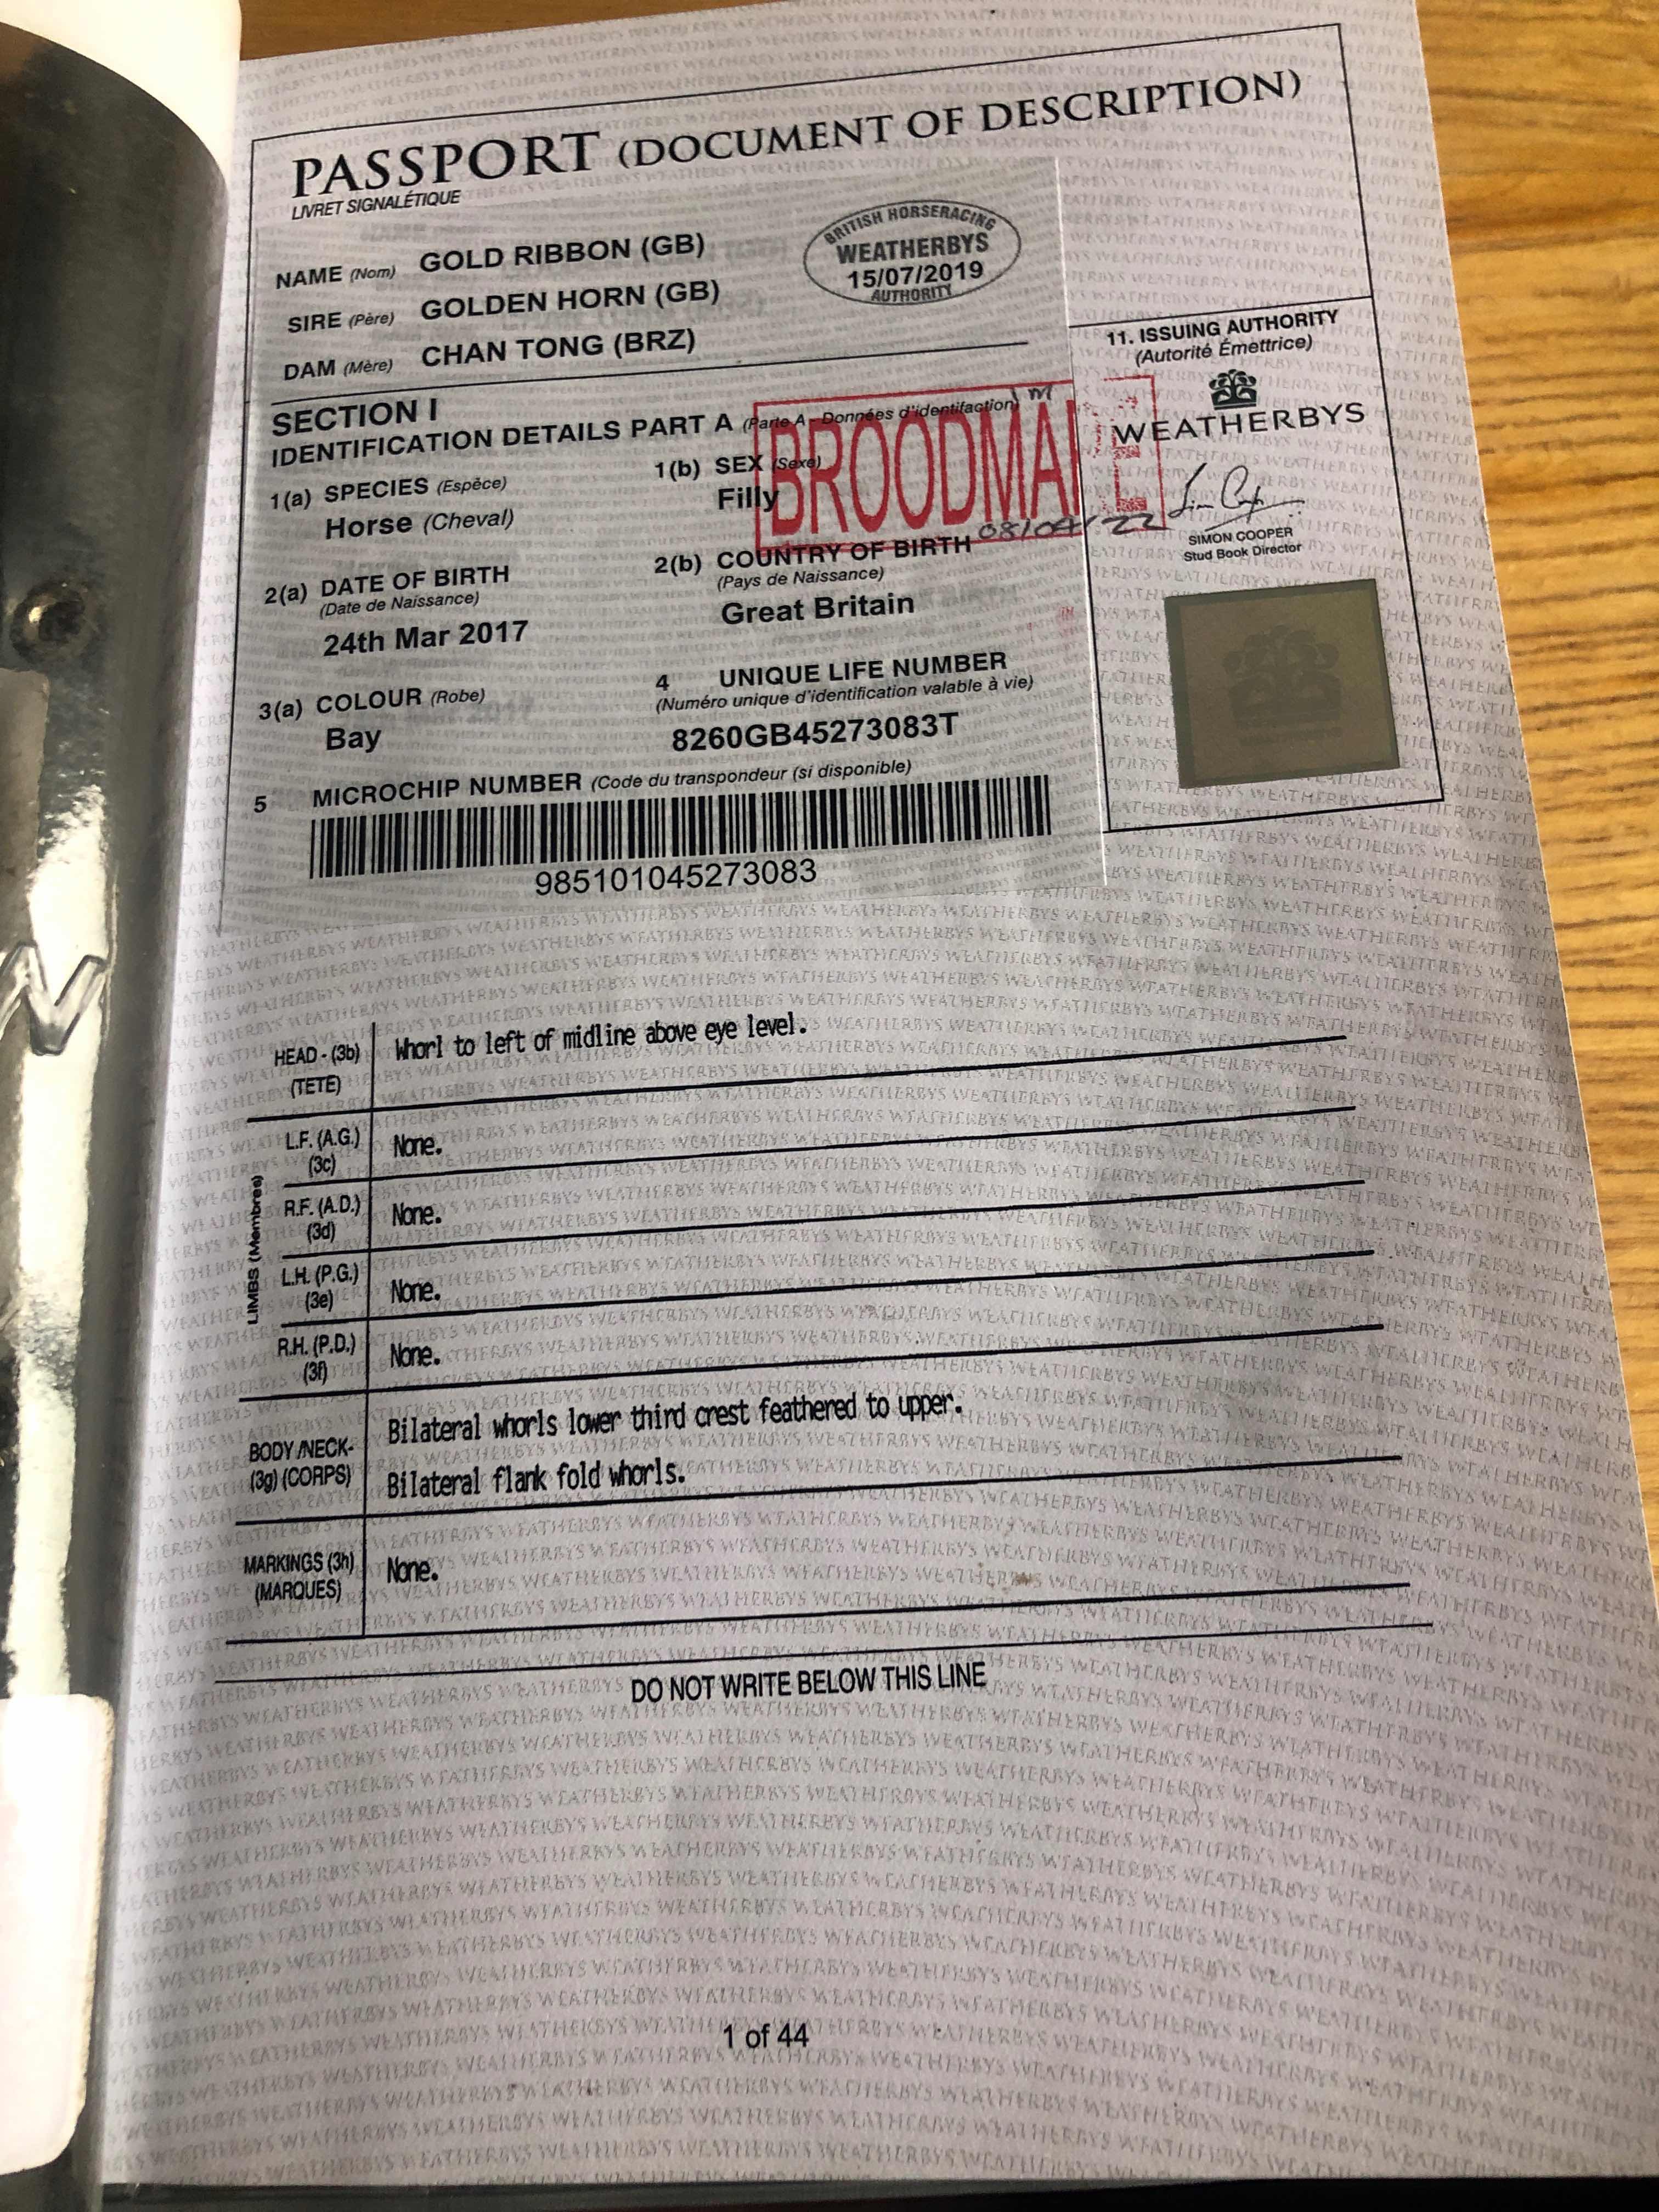 PASSPORT (DOCUMENT OF DESCRIPTION)
LIVRET SIGNALÉTIQUE
NAME (Nom) GOLD RIBBON (GB)
SIRE (Père) GOLDEN HORN (GB)
DAM (Mère) CHAN TONG (BRZ)
BRITISH HORSERACING
WEATHERBYS
15/07/2019
AUTHORITY
SECTION I
IDENTIFICATION DETAILS PART A (Parte A - Données d'identifaction)
BROODMARE
08/04/22
1(a) SPECIES (Espèce)
Horse (Cheval)
1(b) SEX (Sexe)
Filly
2(a) DATE OF BIRTH
(Date de Naissance)
24th Mar 2017
2(b) COUNTRY OF BIRTH
(Pays de Naissance)
Great Britain
3(a) COLOUR (Robe)
Bay
4 UNIQUE LIFE NUMBER
(Numéro unique d'identification valable à vie)
8260GB45273083T
5 MICROCHIP NUMBER (Code du transpondeur (si disponible)
985101045273083
11. ISSUING AUTHORITY
(Autorité Émettrice)
WEATHERBYS
SIMON COOPER
Stud Book Director
HEAD - (3b)
(TETE)
Whorl to left of midline above eye level.
LIMBS (Membres)
L.F. (A.G.)
(3c)
None.
R.F. (A.D.)
(3d)
None.
L.H. (P.G.)
(3e)
None.
R.H. (P.D.)
(3f)
None.
BODY/NECK-
(3g) (CORPS)
Bilateral whorls lower third crest feathered to upper.
Bilateral flank fold whorls.
MARKINGS (3h)
(MARQUES)
None.
DO NOT WRITE BELOW THIS LINE
1 of 44